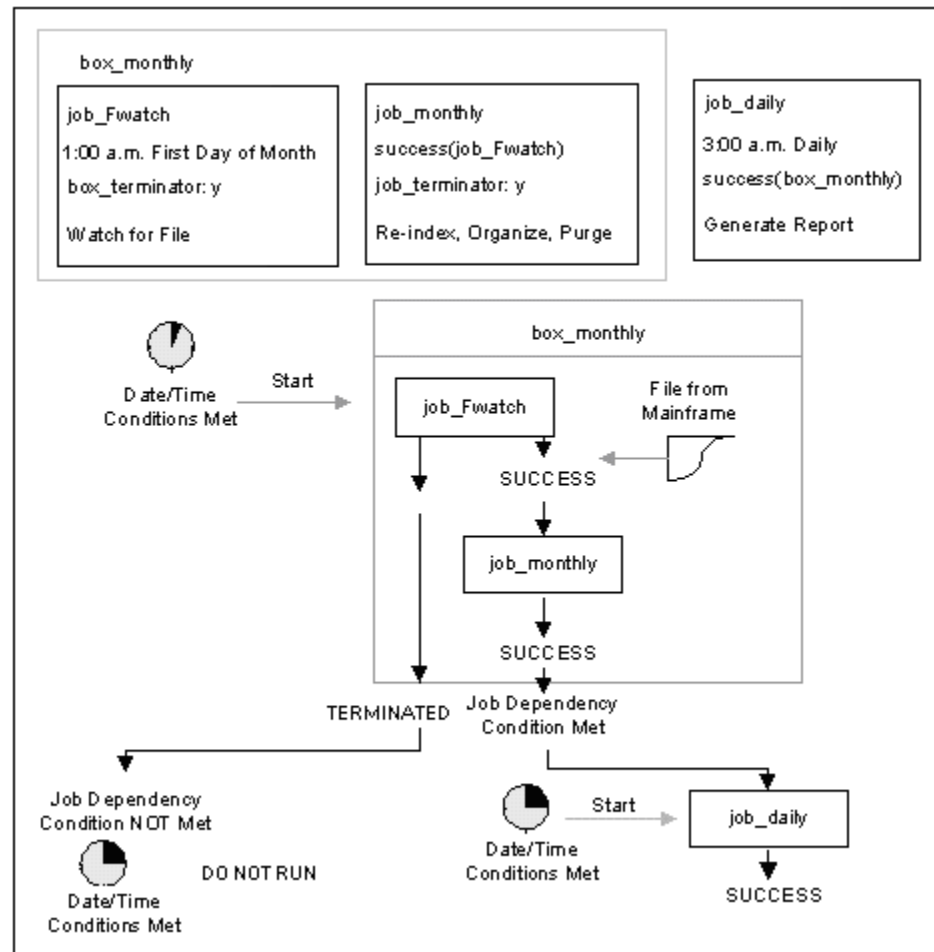 box_monthly
job_Fwatch
1:00 a.m. First Day of Month
box_terminator: y
Watch for File
job_monthly
success(job_Fwatch)
job_terminator: y
Re-index, Organize, Purge
job_daily
3:00 a.m. Daily
success(box_monthly)
Generate Report
box_monthly
Date/Time
Conditions Met
Start
job_Fwatch
File from
Mainframe
SUCCESS
job_monthly
SUCCESS
TERMINATED
Job Dependency
Condition Met
Job Dependency
Condition NOT Met
Date/Time
Conditions Met
DO NOT RUN
Date/Time
Conditions Met
Start
job_daily
SUCCESS